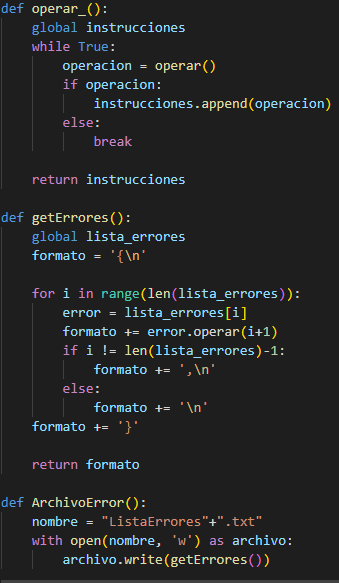 def operar_():
    global instrucciones
    while True:
        operacion = operar()
        if operacion:
            instrucciones.append(operacion)
        else:
            break

    return instrucciones

def getErrores():
    global lista_errores
    formato = '{\n'

    for i in range(len(lista_errores)):
        error = lista_errores[i]
        formato += error.operar(i+1)
        if i != len(lista_errores)-1:
            formato += ',\n'
        else:
            formato += '\n'
    formato += '}'

    return formato

def ArchivoError():
    nombre = "ListaErrores"+".txt"
    with open(nombre, 'w') as archivo:
        archivo.write(getErrores())